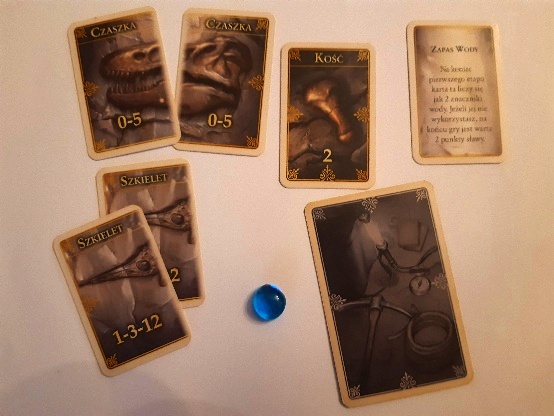 CZASZKA
0-5
CZASZKA
0-5
KOŚĆ
2
ZAPAS WODY
Na koniec
pierwszego etapu
karta ta liczy się
jak 2 znaczniki
wody. Jeżeli jej nie
wykorzystasz, na
końcu gry jest warta
2 punkty sławy.
SZKIELET
2
SZKIELET
1-3-12